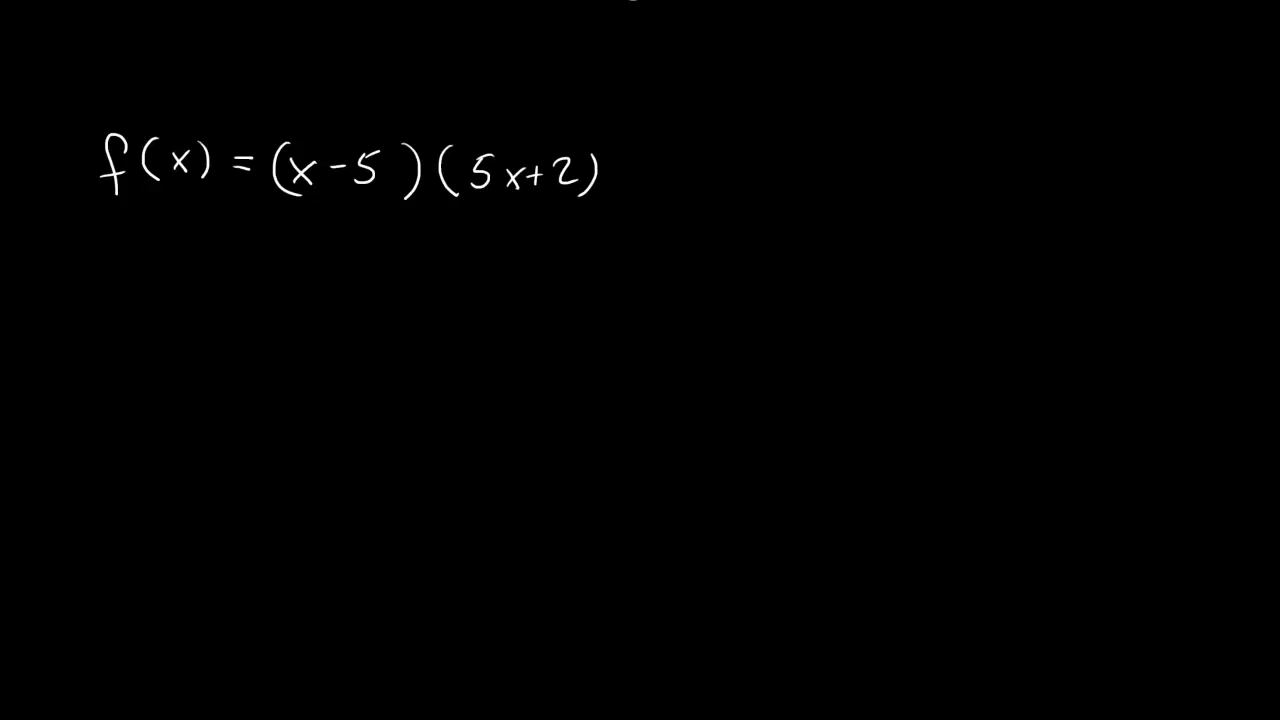 f(x) = (x-5)(5x+2)